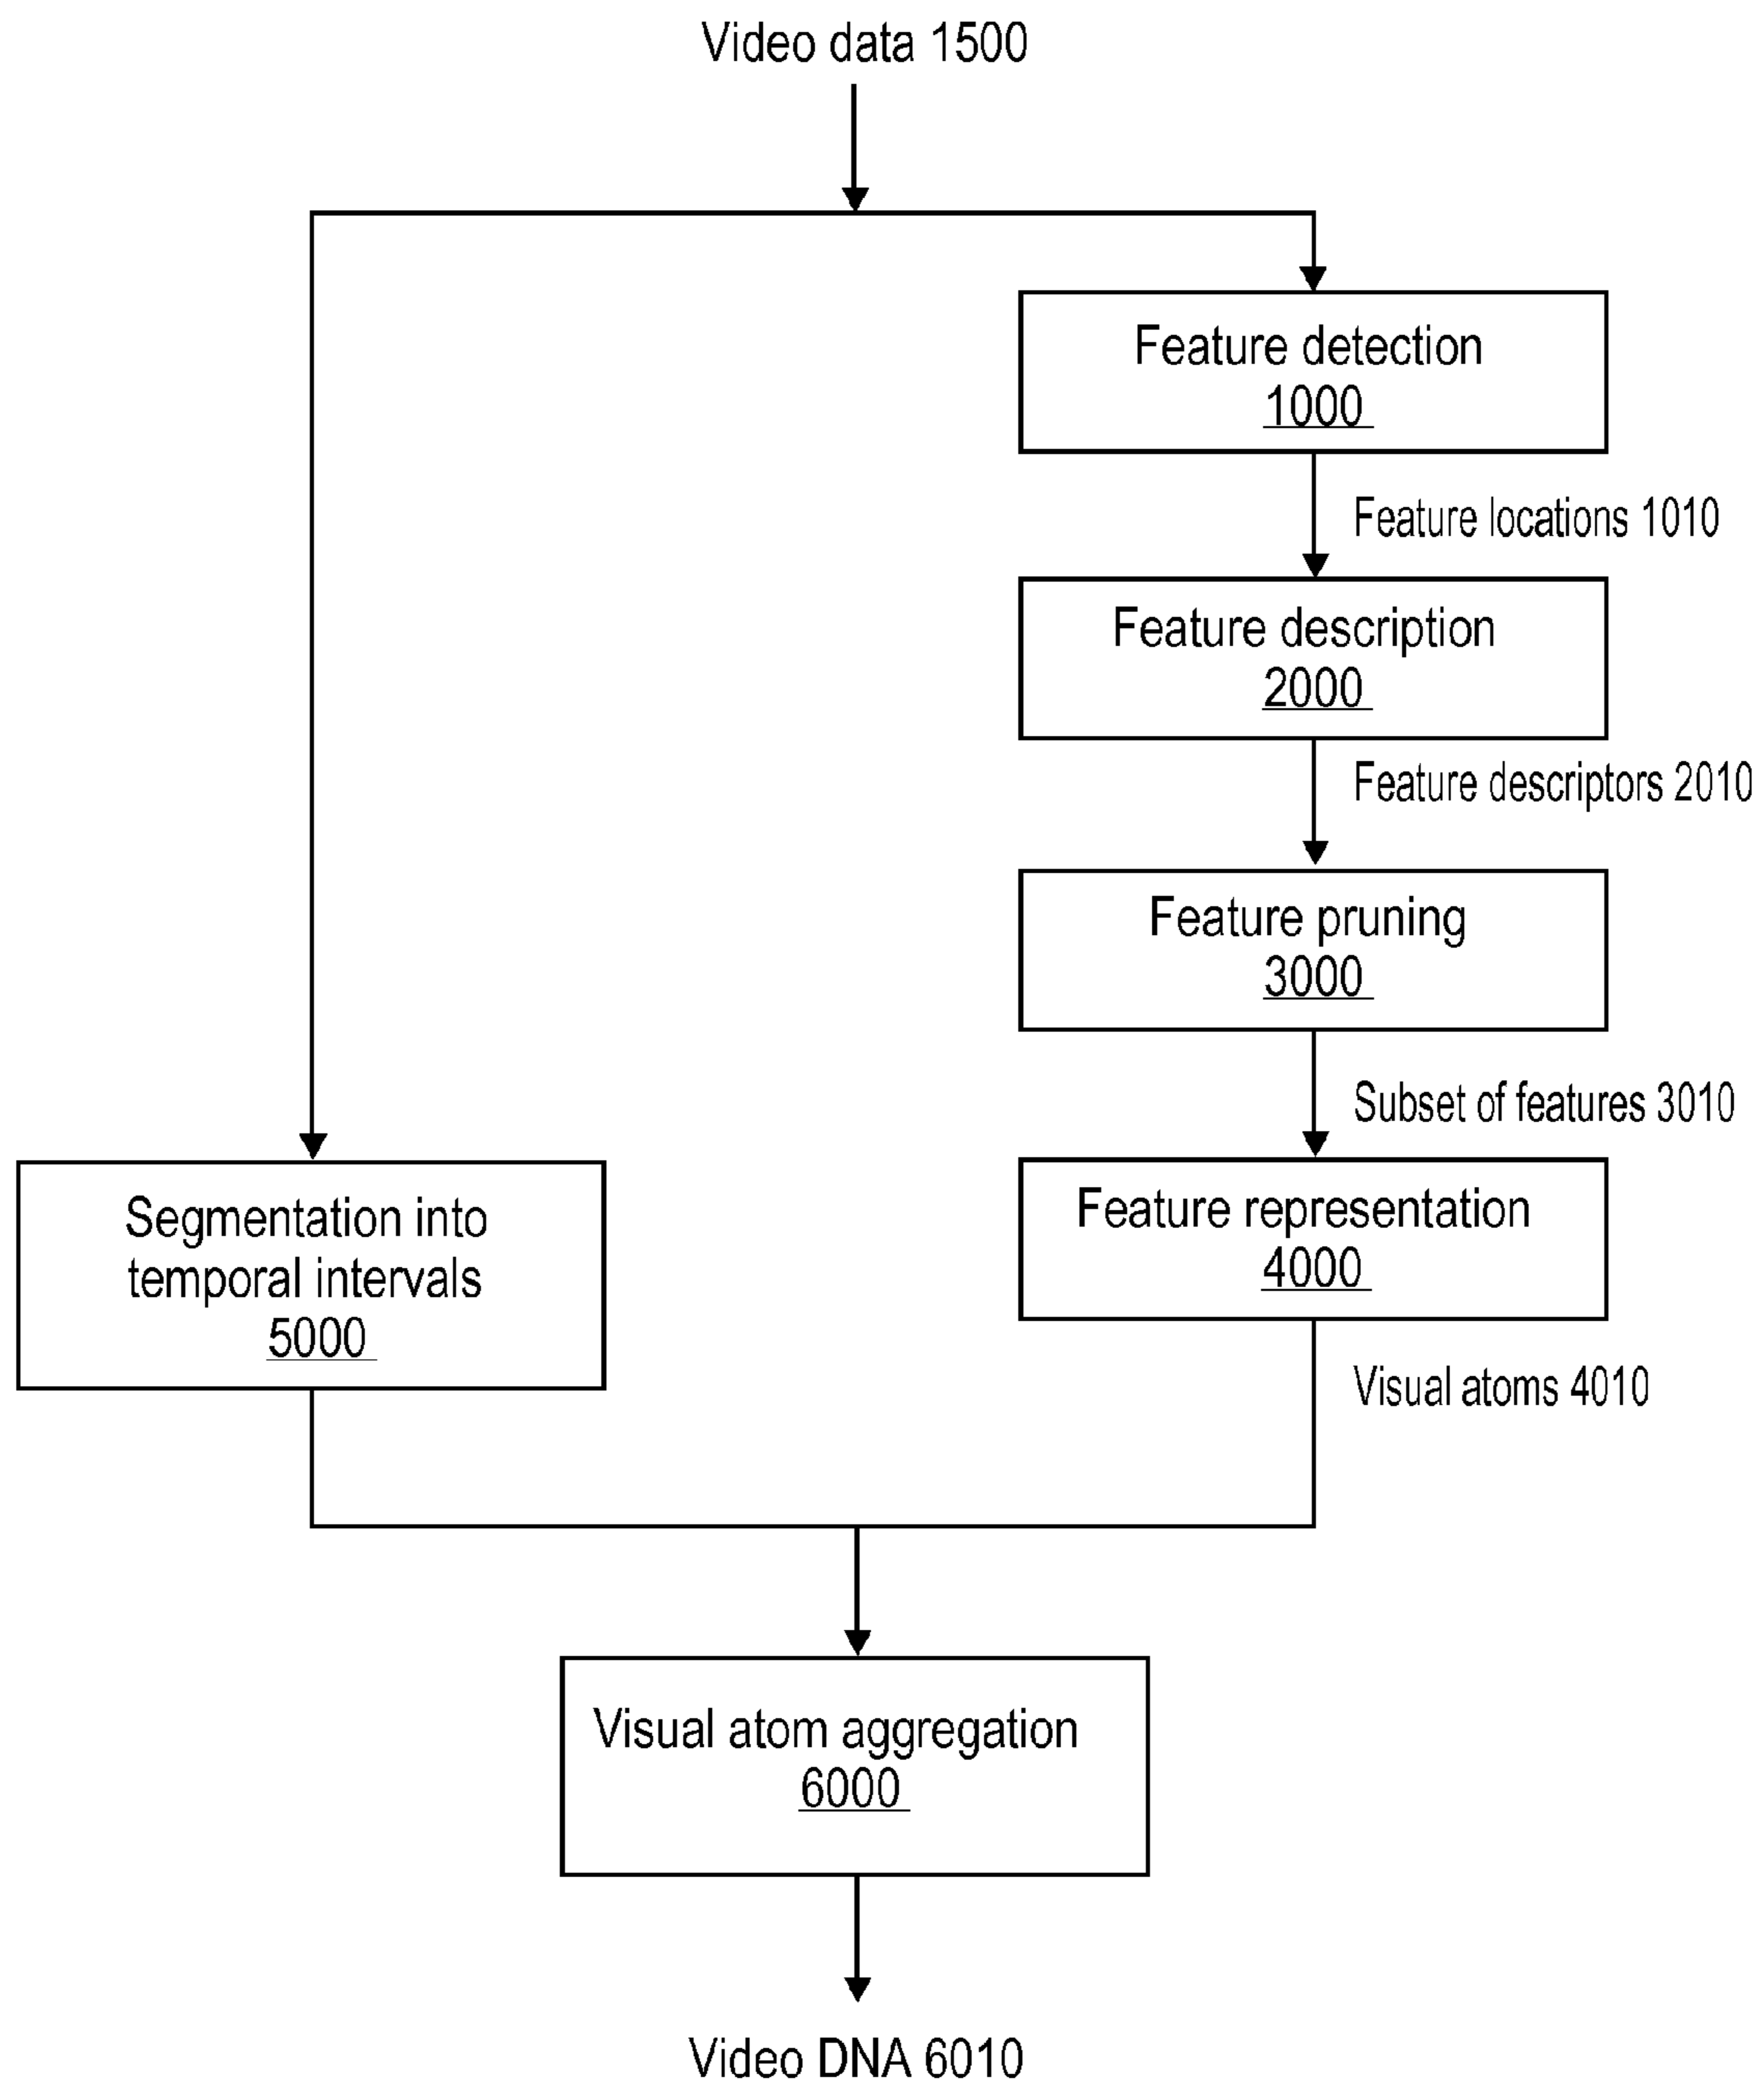 Video data 1500
Feature detection
1000
Feature locations 1010
Feature description
2000
Feature descriptors 2010
Feature pruning
3000
Subset of features 3010
Segmentation into
temporal intervals
5000
Feature representation
4000
Visual atoms 4010
Visual atom aggregation
6000
Video DNA 6010